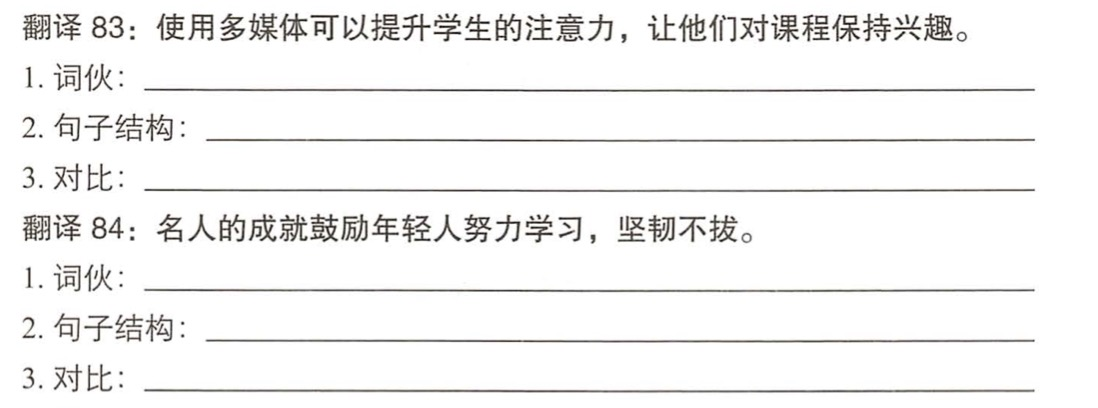 翻译 83：使用多媒体可以提升学生的注意力，让他们对课程保持兴趣。
1. 词伙：
2. 句子结构：
3. 对比：
翻译 84：名人的成就鼓励年轻人努力学习，坚韧不拔。
1. 词伙：
2. 句子结构：
3. 对比：